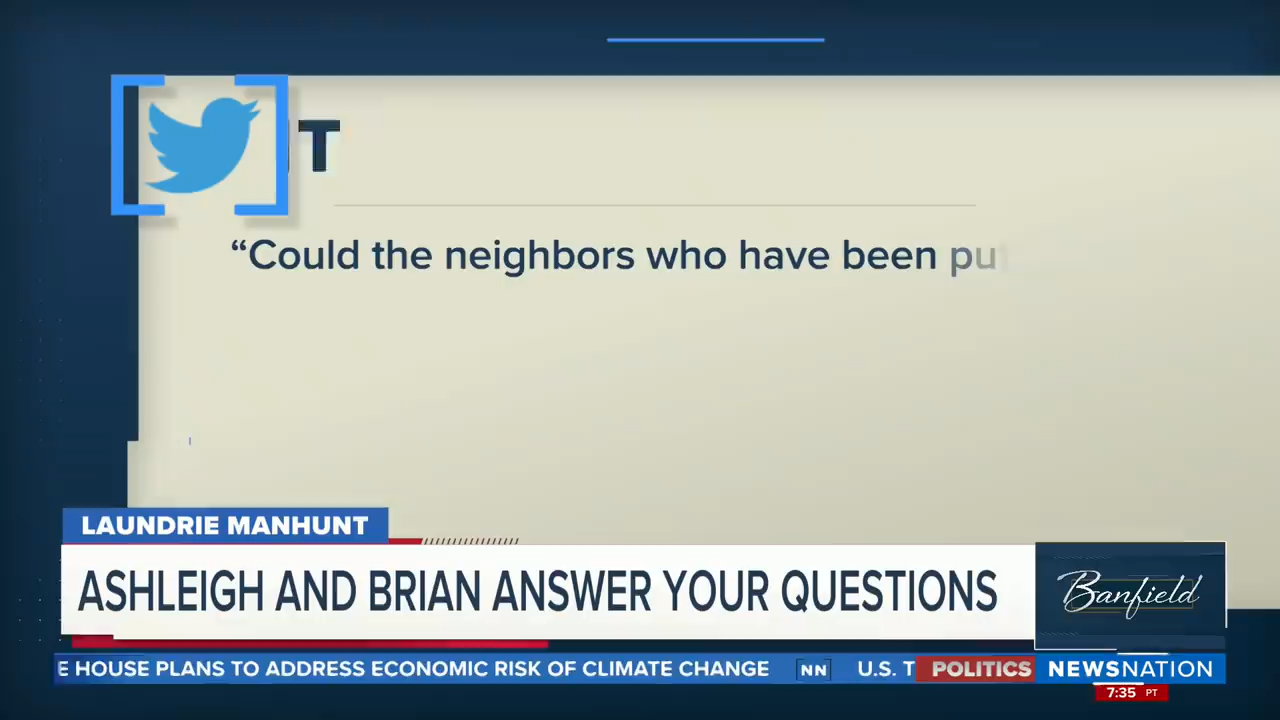 T
“Could the neighbors who have been pu
LAUNDRIE MANHUNT
ASHLEIGH AND BRIAN ANSWER YOUR QUESTIONS
Banfield
E HOUSE PLANS TO ADDRESS ECONOMIC RISK OF CLIMATE CHANGE NN U.S. T POLITICS NEWSNATION
7:35 PT